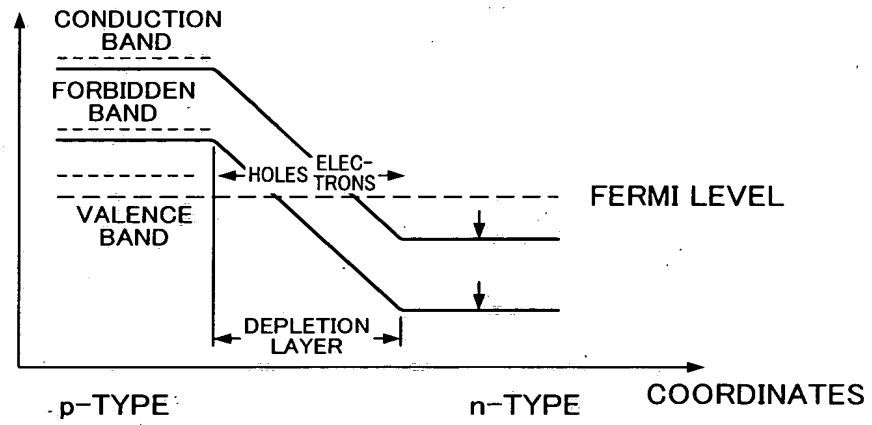 CONDUCTION
BAND
FORBIDDEN
BAND
HOLES
ELEC-
TRONS
FERMI LEVEL
VALENCE
BAND
DEPLETION
LAYER
p-TYPE
n-TYPE
COORDINATES